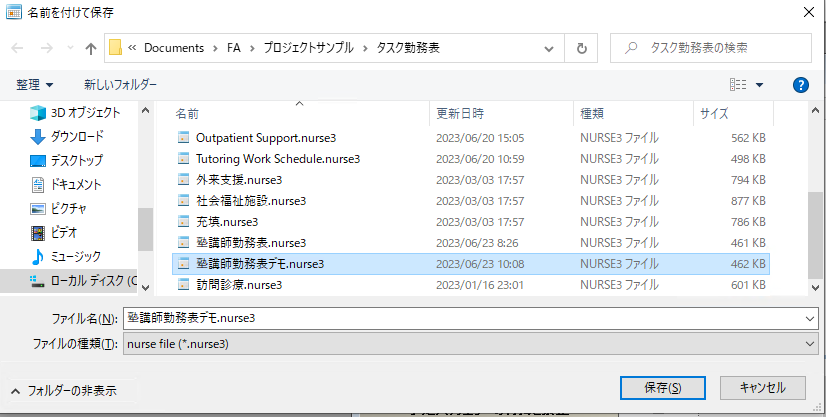 名前を付けて保存
« Documents › FA › プロジェクトサンプル › タスク勤務表
タスク勤務表の検索
整理 新しいフォルダー
名前 更新日時 種類 サイズ
3D オブジェクト
ダウンロード
デスクトップ
ドキュメント
ピクチャ
ビデオ
ミュージック
ローカル ディスク (C
Outpatient Support.nurse3 2023/06/20 15:05 NURSE3 ファイル 562 KB
Tutoring Work Schedule.nurse3 2023/06/20 10:59 NURSE3 ファイル 498 KB
外来支援.nurse3 2023/03/03 17:57 NURSE3 ファイル 794 KB
社会福祉施設.nurse3 2023/03/03 17:57 NURSE3 ファイル 877 KB
充填.nurse3 2023/03/03 17:57 NURSE3 ファイル 786 KB
塾講師勤務表.nurse3 2023/06/23 8:26 NURSE3 ファイル 461 KB
塾講師勤務表デモ.nurse3 2023/06/23 10:08 NURSE3 ファイル 462 KB
訪問診療.nurse3 2023/01/16 23:01 NURSE3 ファイル 601 KB
ファイル名(N): 塾講師勤務表デモ.nurse3
ファイルの種類(T): nurse file (*.nurse3)
フォルダーの非表示
保存(S) キャンセル